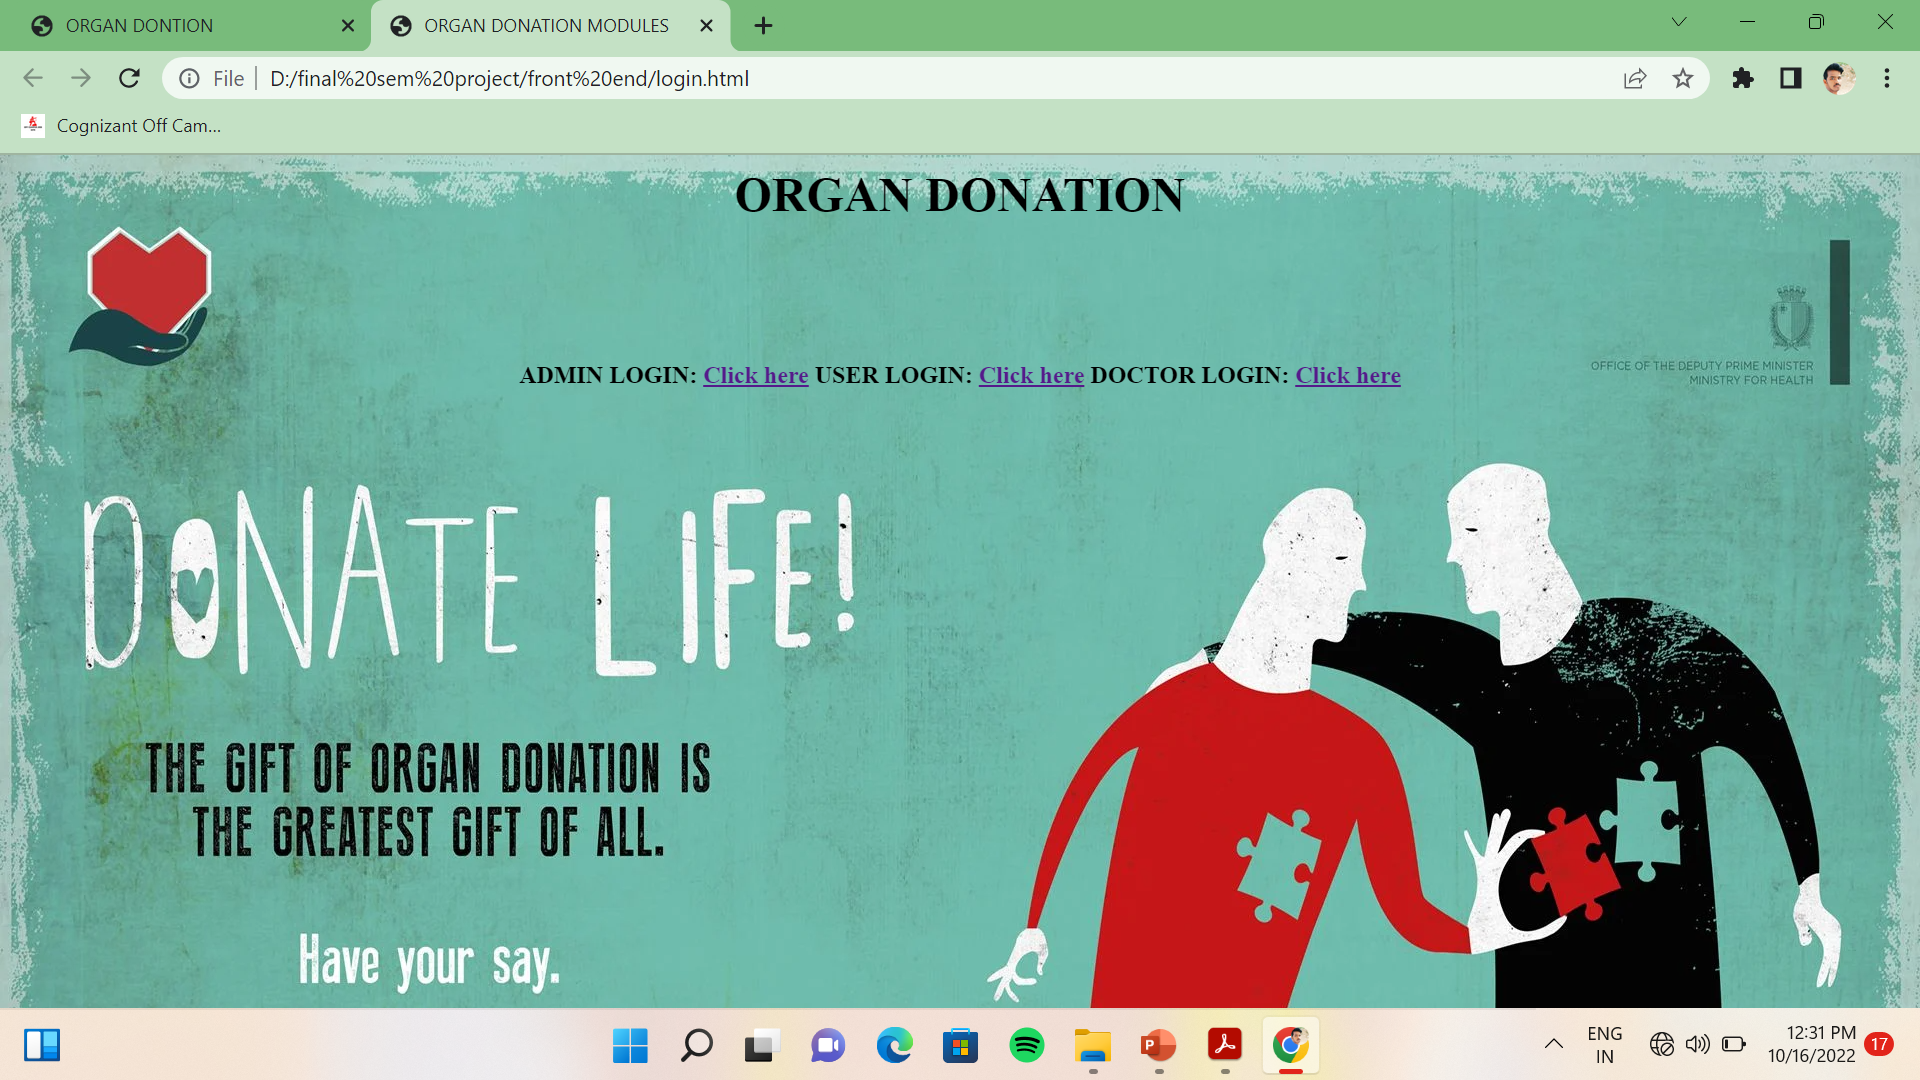 ORGAN DONTION
ORGAN DONATION MODULES
File
D:/final%20sem%20project/front%20end/login.html
Cognizant Off Cam...
ORGAN DONATION
OFFICE OF THE DEPUTY PRIME MINISTER
MINISTRY FOR HEALTH
ADMIN LOGIN: Click here USER LOGIN: Click here DOCTOR LOGIN: Click here
DONATE LIFE!
THE GIFT OF ORGAN DONATION IS
THE GREATEST GIFT OF ALL.
Have your say.
P
ENG
IN
12:31 PM
10/16/2022
17